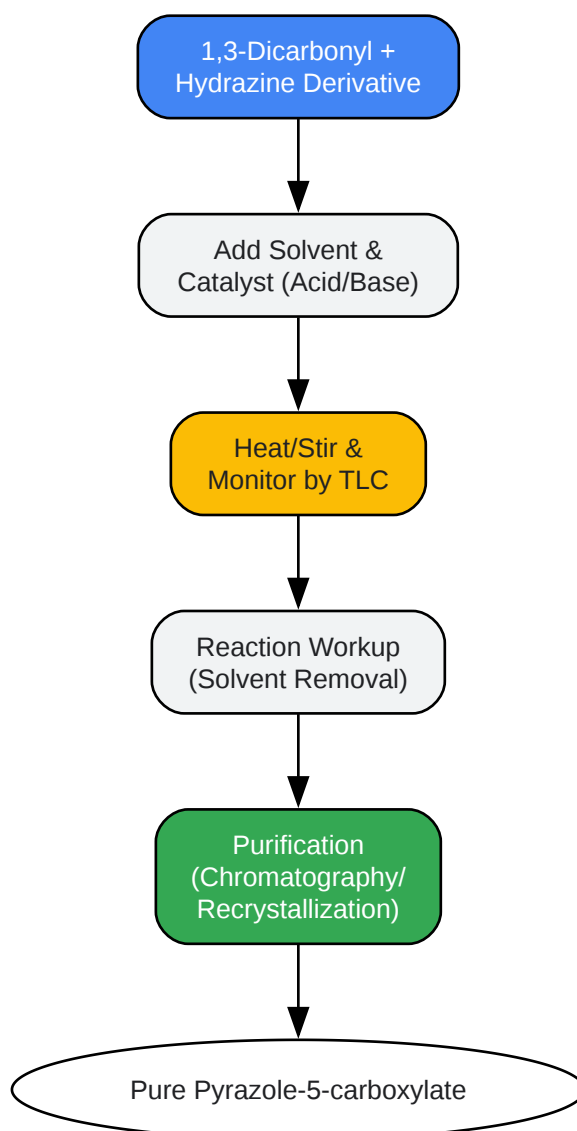 1,3-Dicarbonyl +
Hydrazine Derivative
Add Solvent &
Catalyst (Acid/Base)
Heat/Stir &
Monitor by TLC
Reaction Workup
(Solvent Removal)
Purification
(Chromatography/
Recrystallization)
Pure Pyrazole-5-carboxylate